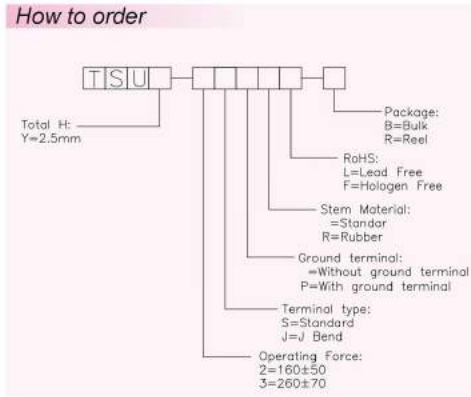 How to order
TSU
Total H:
Y=2.5mm
Package:
B=Bulk
R=Reel
RoHS:
L=Lead Free
F=Hologen Free
Stem Material:
=Standar
R=Rubber
Ground terminal:
=Without ground terminal
P=With ground terminal
Terminal type:
S=Standard
J=J Bend
Operating Force:
2=160±50
3=260±70